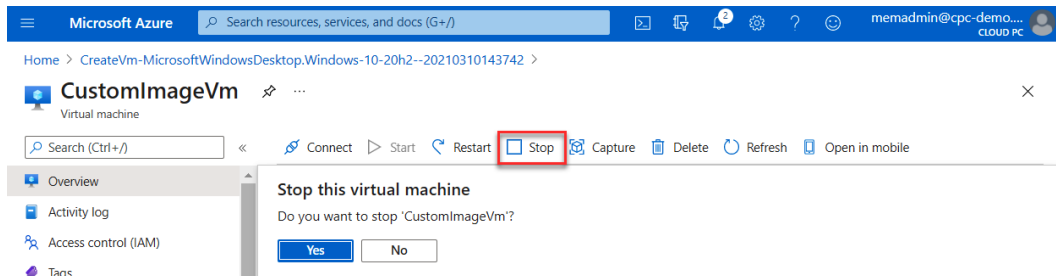 Microsoft Azure
Search resources, services, and docs (G+/)
2
memadmin@cpc-demo....
CLOUD PC
Home > CreateVm-MicrosoftWindowsDesktop.Windows-10-20h2--20210310143742 >
CustomImageVm
Virtual machine
Search (Ctrl+/)
Connect Start Restart Stop Capture Delete Refresh Open in mobile
Overview
Activity log
Access control (IAM)
Tags
Stop this virtual machine
Do you want to stop 'CustomImageVm'?
Yes No